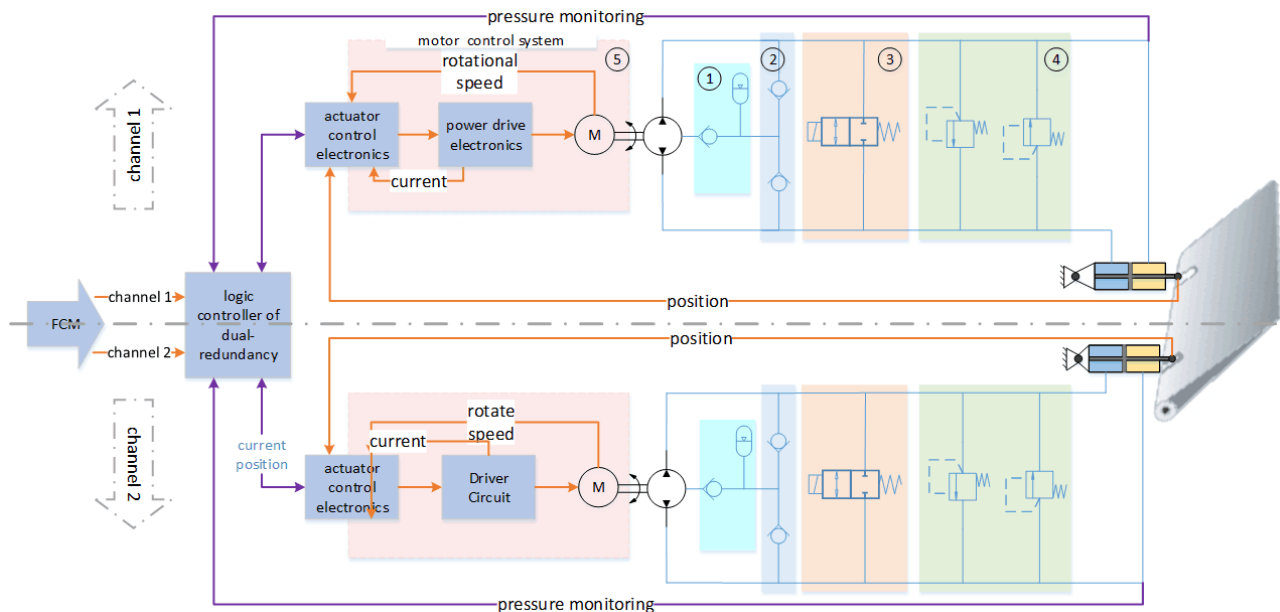 pressure monitoring
motor control system
rotational
speed
⑤
①
②
③
④
channel 1
actuator
control
electronics
power drive
electronics
M
current
FCM
channel 1
channel 2
logic
controller of
dual-
redundancy
position
position
channel 2
current
position
rotate
speed
current
actuator
control
electronics
Driver
Circuit
M
pressure monitoring